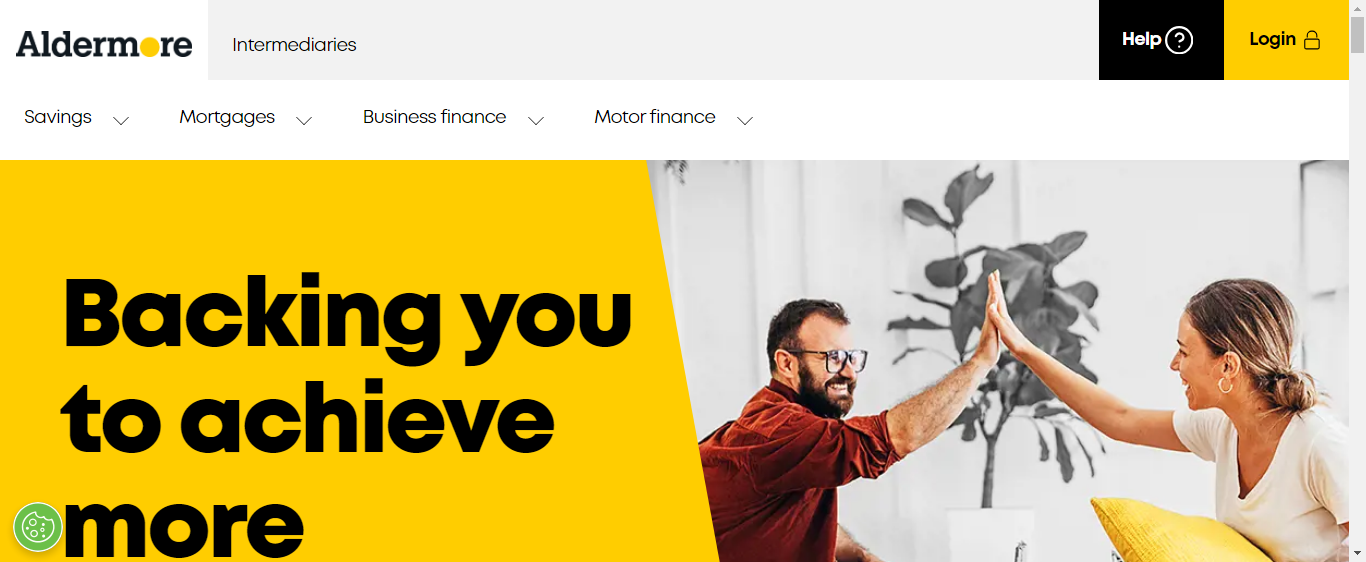 Aldermore
Intermediaries
Help
Login
Savings
Mortgages
Business finance
Motor finance
Backing you
to achieve
more